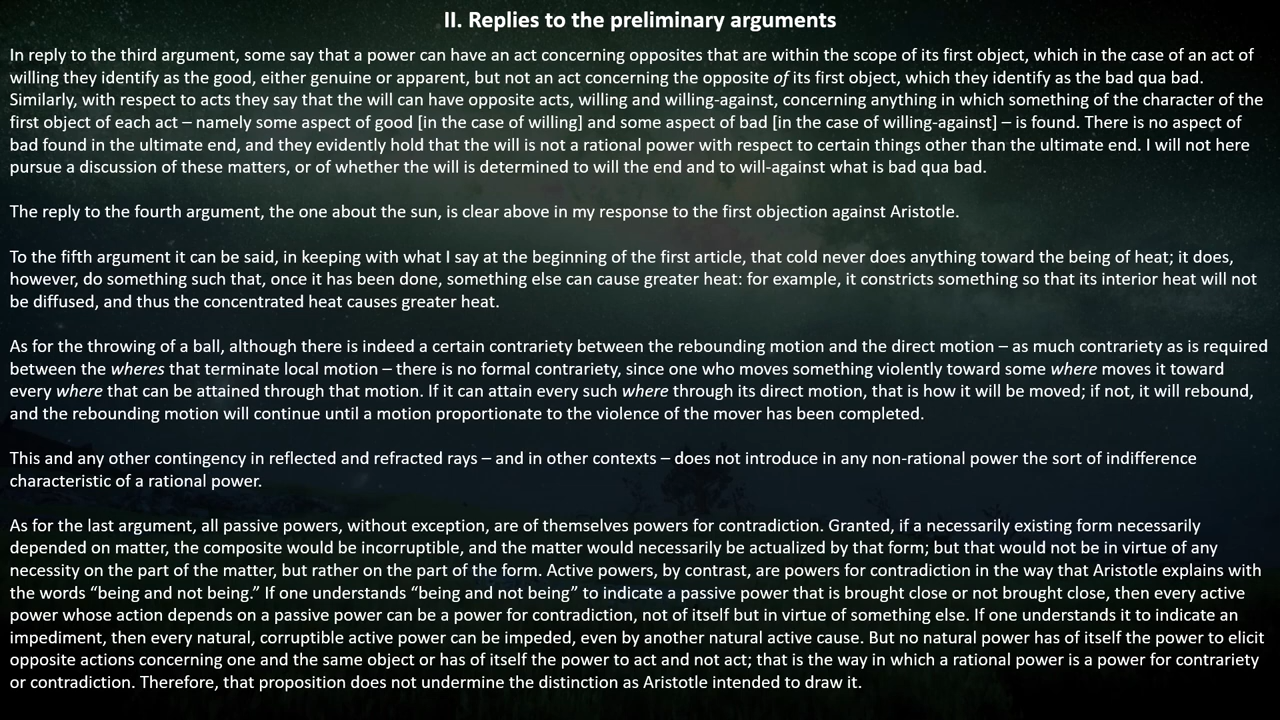 II. Replies to the preliminary arguments
In reply to the third argument, some say that a power can have an act concerning opposites that are within the scope of its first object, which in the case of an act of
willing they identify as the good, either genuine or apparent, but not an act concerning the opposite of its first object, which they identify as the bad qua bad.
Similarly, with respect to acts they say that the will can have opposite acts, willing and willing-against, concerning anything in which something of the character of the
first object of each act – namely some aspect of good [in the case of willing] and some aspect of bad [in the case of willing-against] – is found. There is no aspect of
bad found in the ultimate end, and they evidently hold that the will is not a rational power with respect to certain things other than the ultimate end. I will not here
pursue a discussion of these matters, or of whether the will is determined to will the end and to will-against what is bad qua bad.
The reply to the fourth argument, the one about the sun, is clear above in my response to the first objection against Aristotle.
To the fifth argument it can be said, in keeping with what I say at the beginning of the first article, that cold never does anything toward the being of heat; it does,
however, do something such that, once it has been done, something else can cause greater heat: for example, it constricts something so that its interior heat will not
be diffused, and thus the concentrated heat causes greater heat.
As for the throwing of a ball, although there is indeed a certain contrariety between the rebounding motion and the direct motion – as much contrariety as is required
between the wheres that terminate local motion – there is no formal contrariety, since one who moves something violently toward some where moves it toward
every where that can be attained through that motion. If it can attain every such where through its direct motion, that is how it will be moved; if not, it will rebound,
and the rebounding motion will continue until a motion proportionate to the violence of the mover has been completed.
This and any other contingency in reflected and refracted rays – and in other contexts – does not introduce in any non-rational power the sort of indifference
characteristic of a rational power.
As for the last argument, all passive powers, without exception, are of themselves powers for contradiction. Granted, if a necessarily existing form necessarily
depended on matter, the composite would be incorruptible, and the matter would necessarily be actualized by that form; but that would not be in virtue of any
necessity on the part of the matter, but rather on the part of the form. Active powers, by contrast, are powers for contradiction in the way that Aristotle explains with
the words “being and not being.” If one understands “being and not being” to indicate a passive power that is brought close or not brought close, then every active
power whose action depends on a passive power can be a power for contradiction, not of itself but in virtue of something else. If one understands it to indicate an
impediment, then every natural, corruptible active power can be impeded, even by another natural active cause. But no natural power has of itself the power to elicit
opposite actions concerning one and the same object or has of itself the power to act and not act; that is the way in which a rational power is a power for contrariety
or contradiction. Therefore, that proposition does not undermine the distinction as Aristotle intended to draw it.